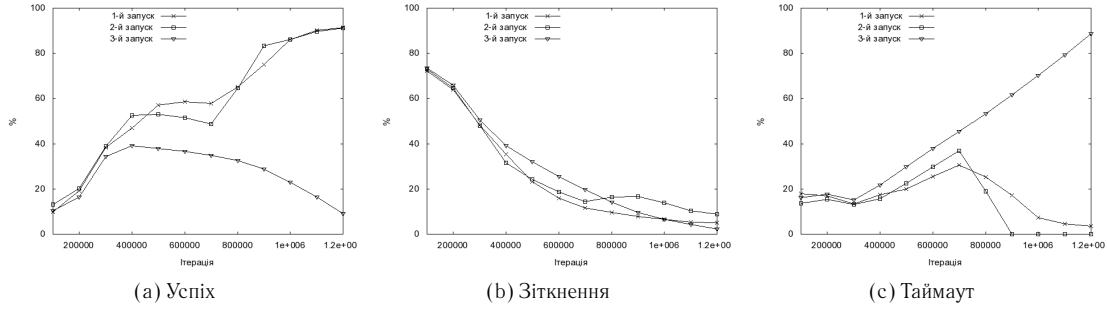 1-й запуск
2-й запуск
3-й запуск
100
80
60
40
20
0
%
200000 400000 600000 800000 1e+006 1.2e+00
Ітерація
(a) Успіх
1-й запуск
2-й запуск
3-й запуск
100
80
60
40
20
0
%
200000 400000 600000 800000 1e+006 1.2e+00
Ітерація
(b) Зіткнення
1-й запуск
2-й запуск
3-й запуск
100
80
60
40
20
0
%
200000 400000 600000 800000 1e+006 1.2e+00
Ітерація
(c) Таймаут